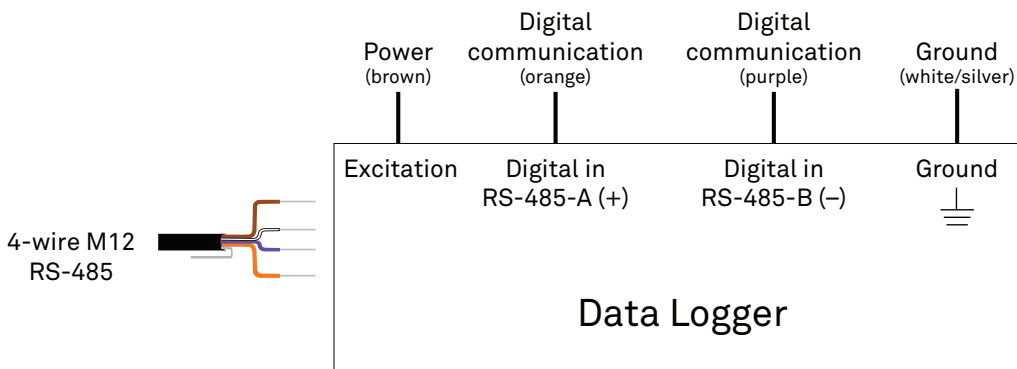 Power
(brown)
Digital
communication
(orange)
Digital
communication
(purple)
Ground
(white/silver)
Excitation
Digital in
RS-485-A (+)
Digital in
RS-485-B (–)
Ground
4-wire M12
RS-485
Data Logger